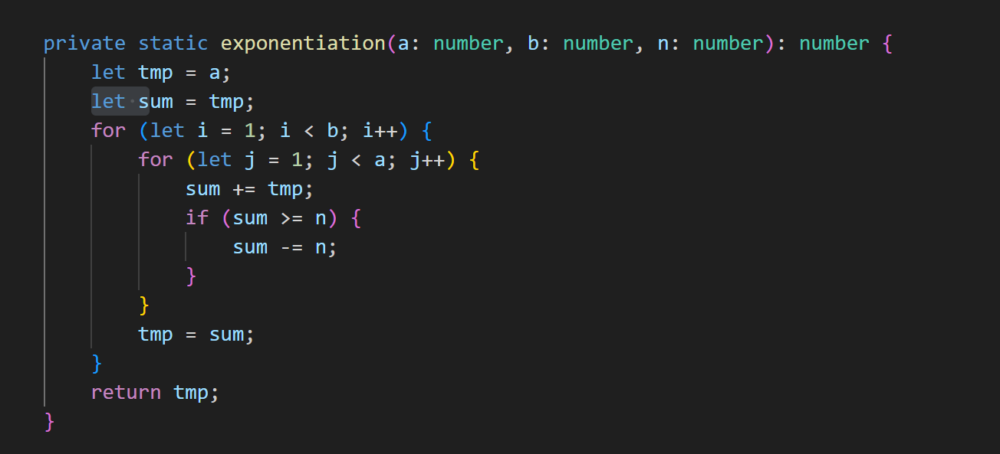 private static exponentiation(a: number, b: number, n: number): number {
    let tmp = a;
    let sum = tmp;
    for (let i = 1; i < b; i++) {
        for (let j = 1; j < a; j++) {
            sum += tmp;
            if (sum >= n) {
                sum -= n;
            }
        }
        tmp = sum;
    }
    return tmp;
}